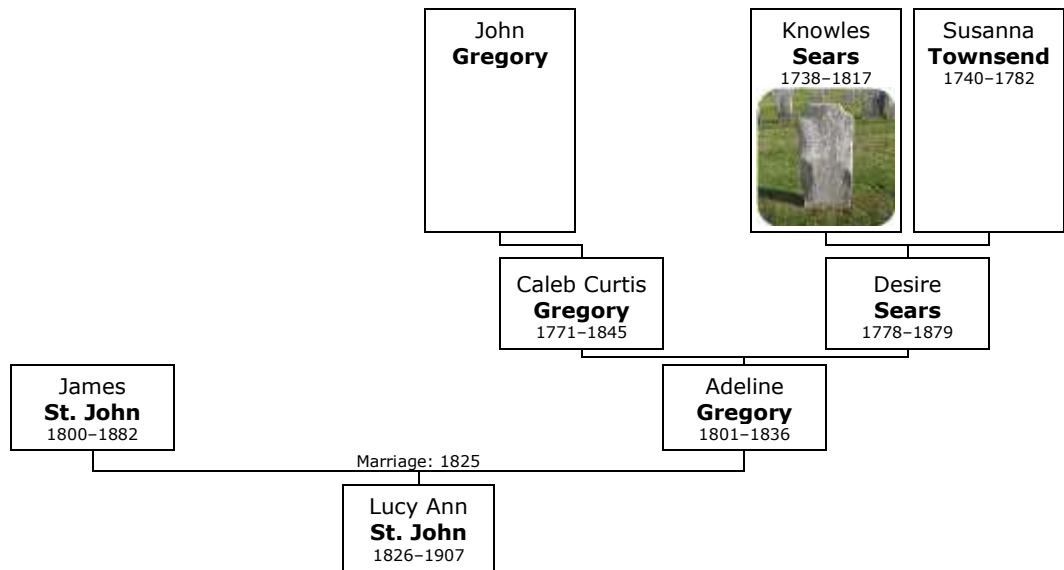 John
Gregory
Knowles
Sears
1738–1817
Susanna
Townsend
1740–1782
Caleb Curtis
Gregory
1771–1845
Desire
Sears
1778–1879
James
St. John
1800–1882
Adeline
Gregory
1801–1836
Marriage: 1825
Lucy Ann
St. John
1826–1907